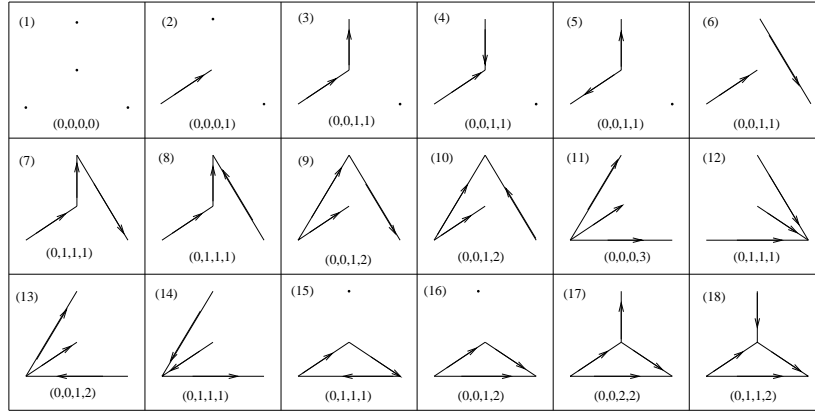 (1) (2) (3) (4) (5) (6)
(0,0,0,0) (0,0,0,1) (0,0,1,1) (0,0,1,1) (0,0,1,1) (0,0,1,1)
(7) (8) (9) (10) (11) (12)
(0,1,1,1) (0,1,1,1) (0,0,1,2) (0,0,1,2) (0,0,0,3) (0,1,1,1)
(13) (14) (15) (16) (17) (18)
(0,0,1,2) (0,1,1,1) (0,1,1,1) (0,0,1,2) (0,0,2,2) (0,1,1,2)